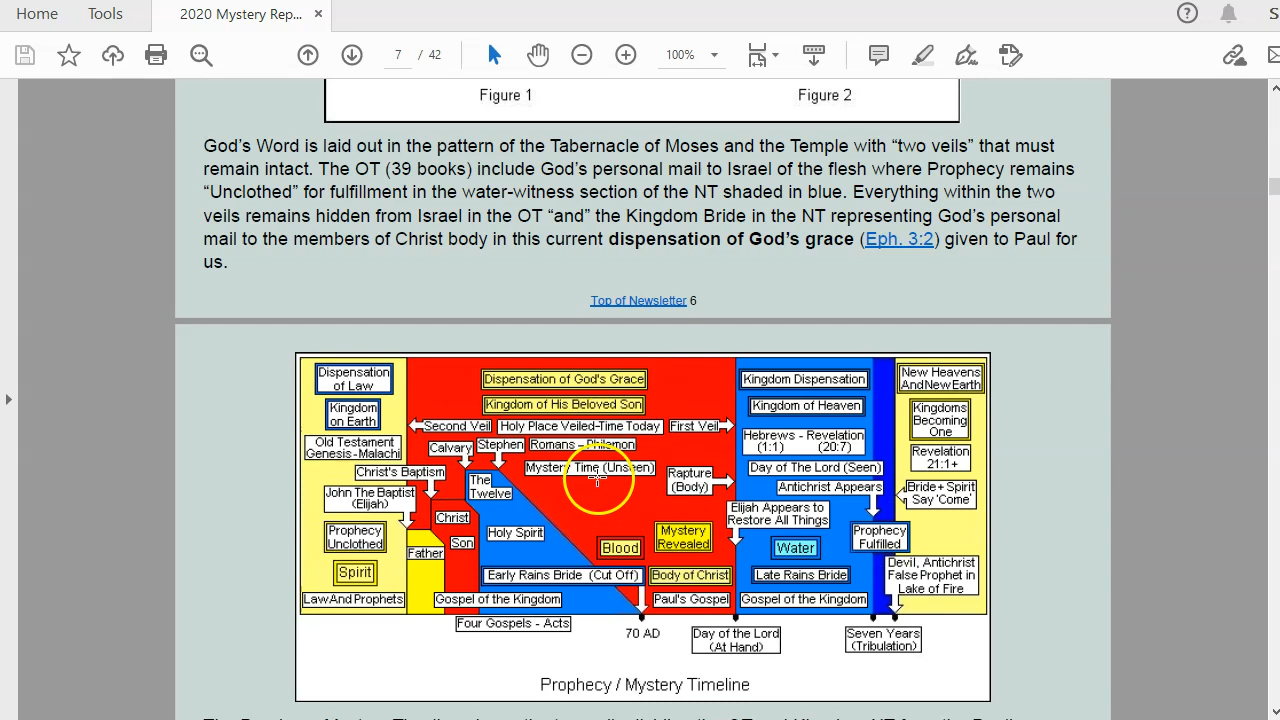 Home
Tools
2020 Mystery Rep...
×
7 / 42
100%
Figure 1
Figure 2
God's Word is laid out in the pattern of the Tabernacle of Moses and the Temple with “two veils” that must
remain intact. The OT (39 books) include God's personal mail to Israel of the flesh where Prophecy remains
“Unclothed” for fulfillment in the water-witness section of the NT shaded in blue. Everything within the two
veils remains hidden from Israel in the OT “and” the Kingdom Bride in the NT representing God's personal
mail to the members of Christ body in this current dispensation of God's grace (Eph. 3:2) given to Paul for
us.
Top of Newsletter 6
Dispensation
of Law
Kingdom
on Earth
Old Testament
Genesis-Malachi
Christ's Baptism
John The Baptist
(Elijah)
Prophecy
Unclothed
Spirit
Law And Prophets
Dispensation of God's Grace
Kingdom of His Beloved Son
Second Veil
Holy Place Veiled-Time Today
First Veil
Calvary
Stephen
Romans - Philemon
Mystery Time (Unseen)
Rapture
(Body)
The
Twelve
Christ
Son
Father
Holy Spirit
Blood
Mystery
Revealed
Early Rains Bride (Cut Off)
Body of Christ
Gospel of the Kingdom
Paul's Gospel
Four Gospels - Acts
70 AD
Kingdom Dispensation
Kingdom of Heaven
Hebrews - Revelation
(1:1) (20:7)
Day of The Lord (Seen)
Antichrist Appears
Elijah Appears to
Restore All Things
Water
Prophecy
Fulfilled
Late Rains Bride
Gospel of the Kingdom
Day of the Lord
(At Hand)
Seven Years
(Tribulation)
New Heavens
And New Earth
Kingdoms
Becoming
One
Revelation
21:1+
Bride + Spirit
Say 'Come'
Devil, Antichrist
False Prophet in
Lake of Fire
Prophecy / Mystery Timeline